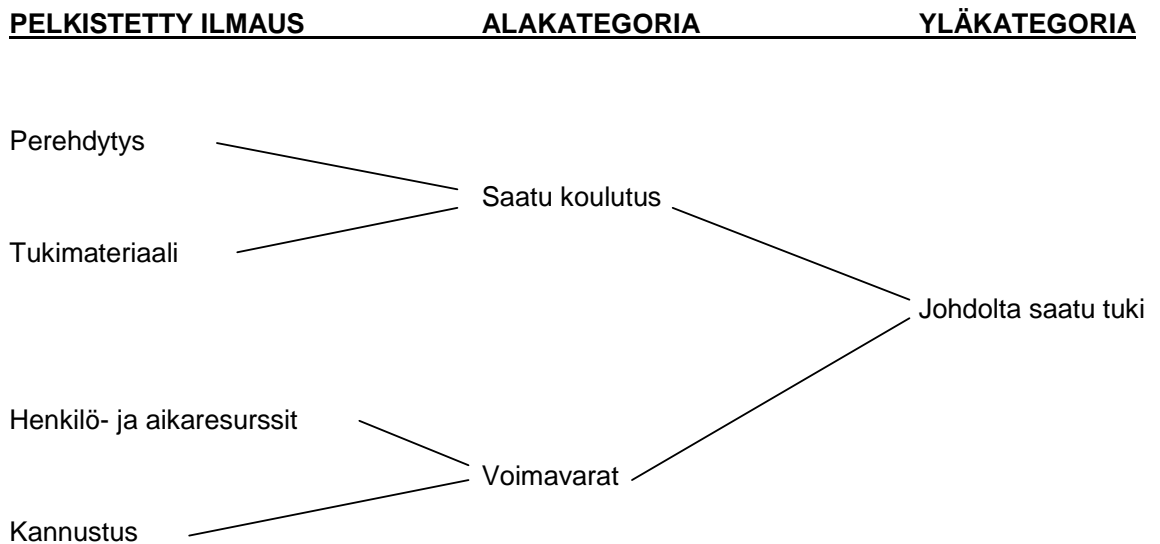 PELKISTETTY ILMAUS ALAKATEGORIA YLÄKATEGORIA
Perehdytys
Saatu koulutus
Tukimateriaali
Johdolta saatu tuki
Henkilö- ja aikaresurssit
Voimavarat
Kannustus